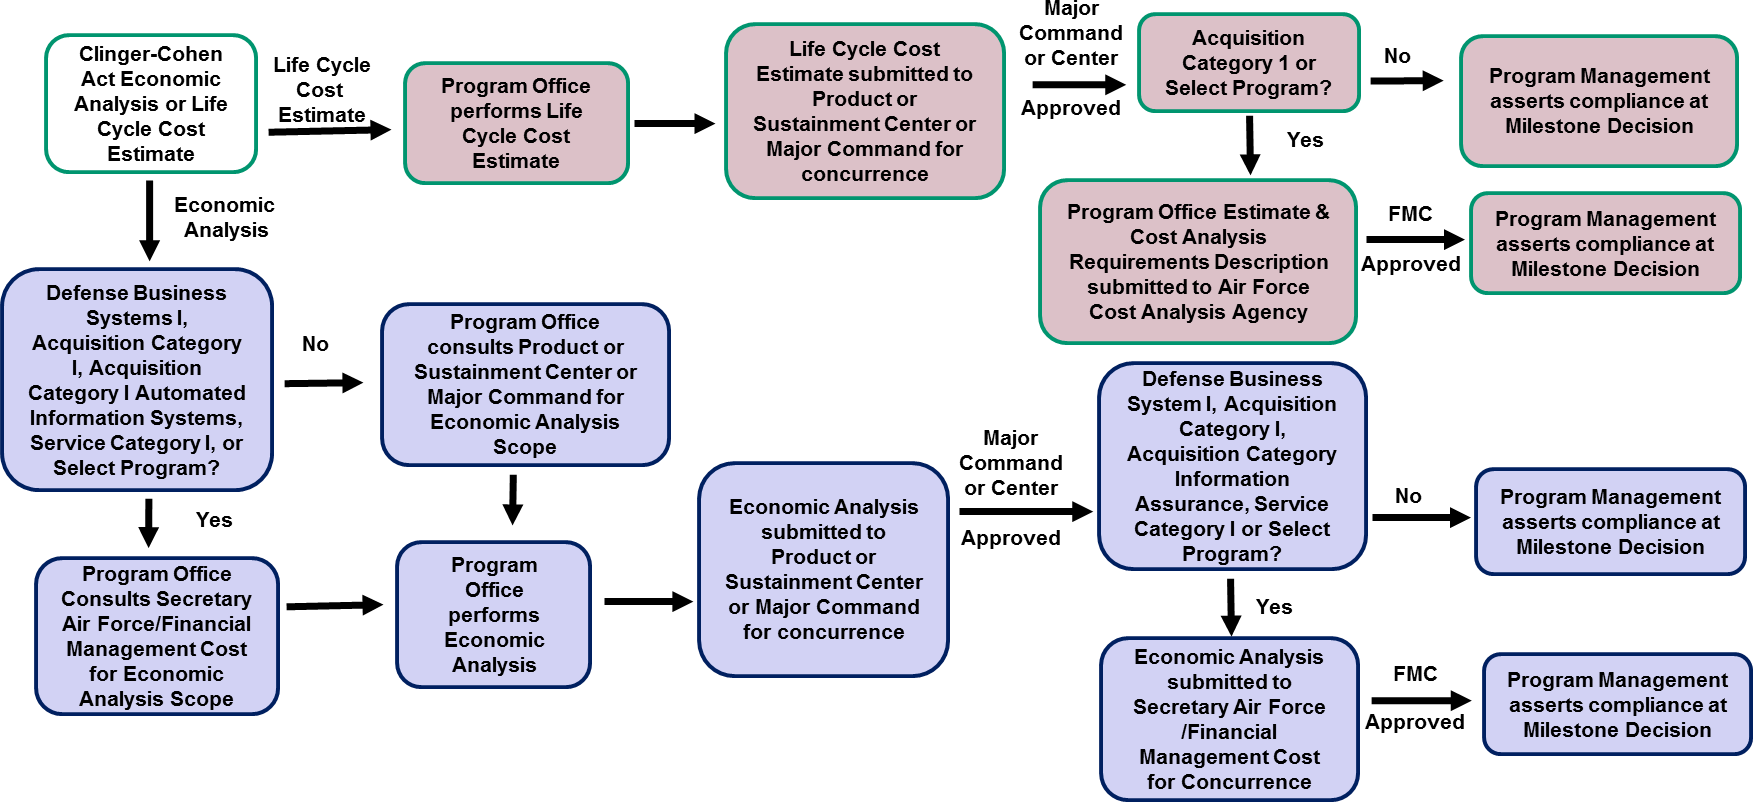 Clinger-Cohen
Act Economic
Analysis or Life
Cycle Cost
Estimate
Life Cycle
Cost
Estimate
Program Office
performs Life
Cycle Cost
Estimate
Life Cycle Cost
Estimate submitted to
Product or
Sustainment Center or
Major Command for
concurrence
Major
Command
or Center
Approved
Acquisition
Category 1 or
Select Program?
No
Program Management
asserts compliance at
Milestone Decision
Yes
Program Office Estimate &
Cost Analysis
Requirements Description
submitted to Air Force
Cost Analysis Agency
FMC
Approved
Program Management
asserts compliance at
Milestone Decision
Economic
Analysis
Defense Business
Systems I,
Acquisition Category
I, Acquisition
Category I Automated
Information Systems,
Service Category I, or
Select Program?
No
Program Office
consults Product or
Sustainment Center or
Major Command for
Economic Analysis
Scope
Yes
Program Office
Consults Secretary
Air Force/Financial
Management Cost
for Economic
Analysis Scope
Program
Office
performs
Economic
Analysis
Economic Analysis
submitted to
Product or
Sustainment Center
or Major Command
for concurrence
Major
Command
or Center
Approved
Defense Business
System I, Acquisition
Category I,
Acquisition Category
Information
Assurance, Service
Category I or Select
Program?
No
Program Management
asserts compliance at
Milestone Decision
Yes
Economic Analysis
submitted to
Secretary Air Force
/Financial
Management Cost
for Concurrence
FMC
Approved
Program Management
asserts compliance at
Milestone Decision